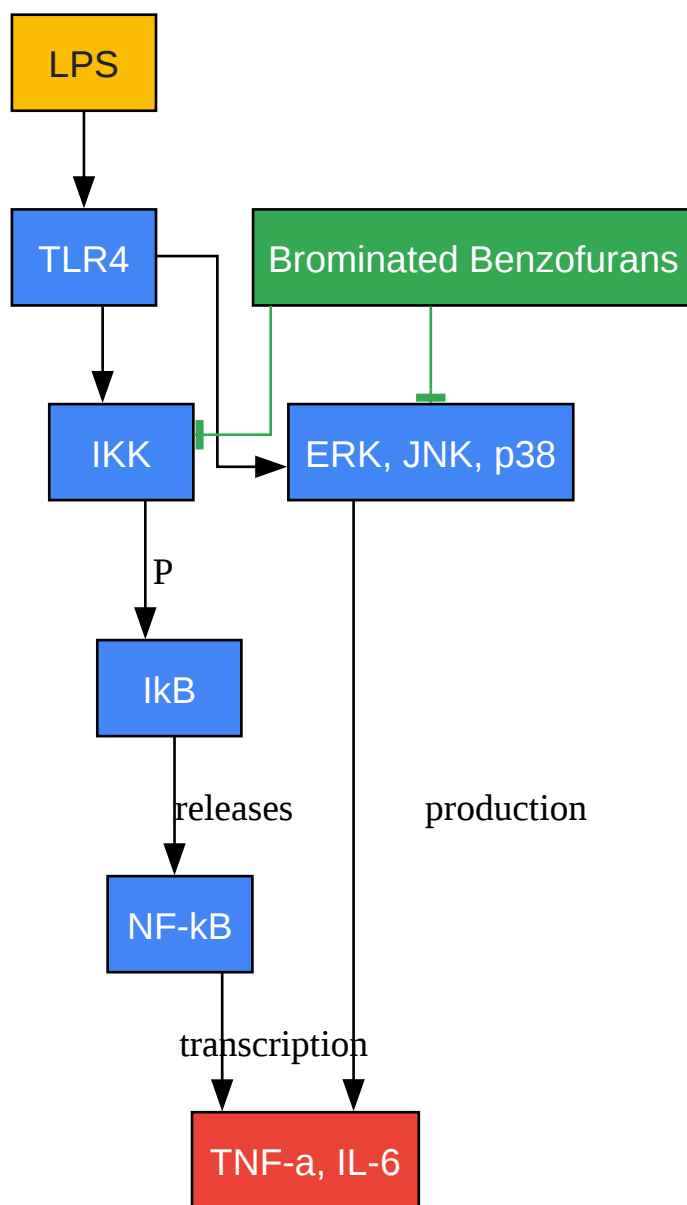 LPS
TLR4
Brominated Benzofurans
IKK
ERK, JNK, p38
P
IkB
releases
production
NF-kB
transcription
TNF-a, IL-6